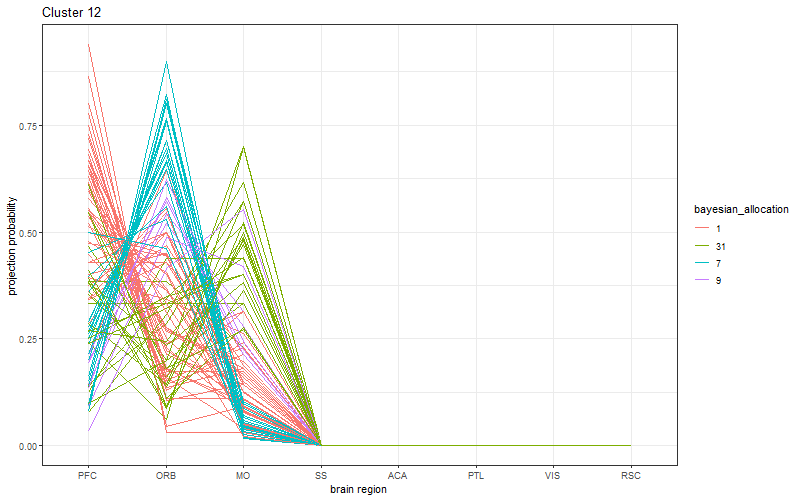 Cluster 12
projection probability
0.75
0.50
0.25
0.00
PFC ORB MO SS ACA PTL VIS RSC
brain region
bayesian_allocation
1
31
7
9